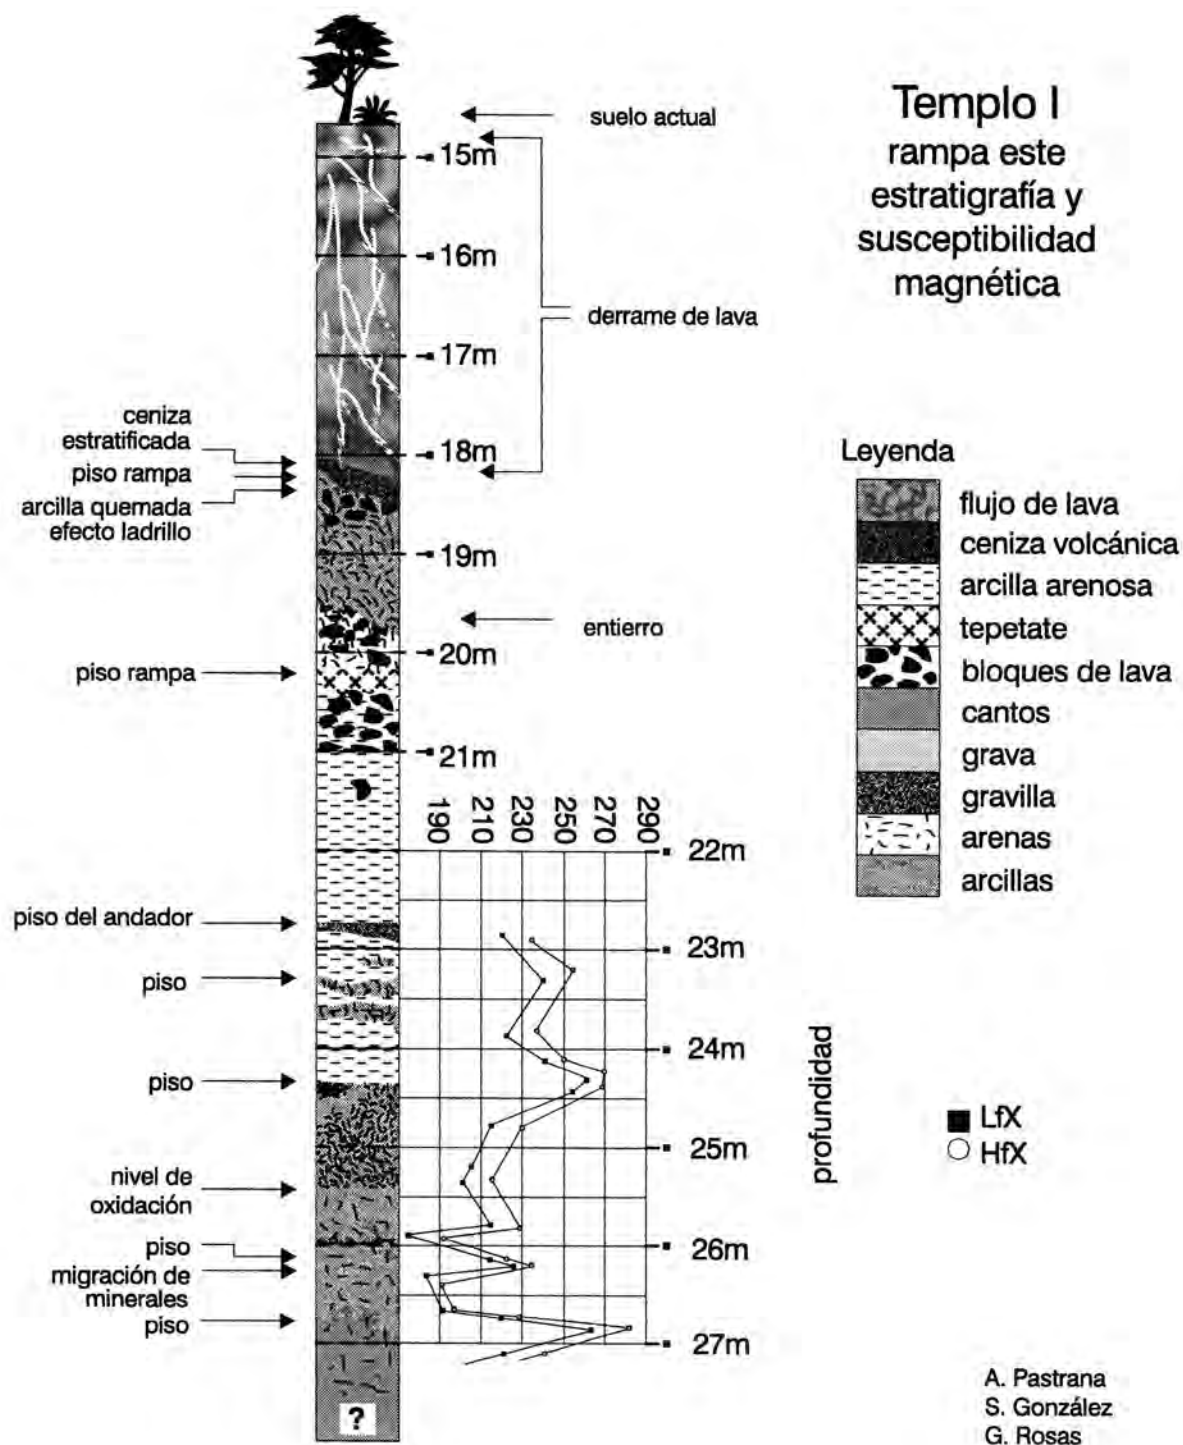 Templo I
rampa este
estratigrafía y
susceptibilidad
magnética
suelo actual
15m
16m
derrame de lava
17m
ceniza
estratificada
18m
piso rampa
arcilla quemada
efecto ladrillo
19m
entierro
20m
piso rampa
21m
190
210
230
250
270
290
22m
piso del andador
23m
piso
24m
piso
25m
nivel de
oxidación
26m
piso
migración de
minerales
piso
27m
?
profundidad
Leyenda
flujo de lava
ceniza volcánica
arcilla arenosa
tepetate
bloques de lava
cantos
grava
gravilla
arenas
arcillas
LfX
HfX
A. Pastrana
S. González
G. Rosas